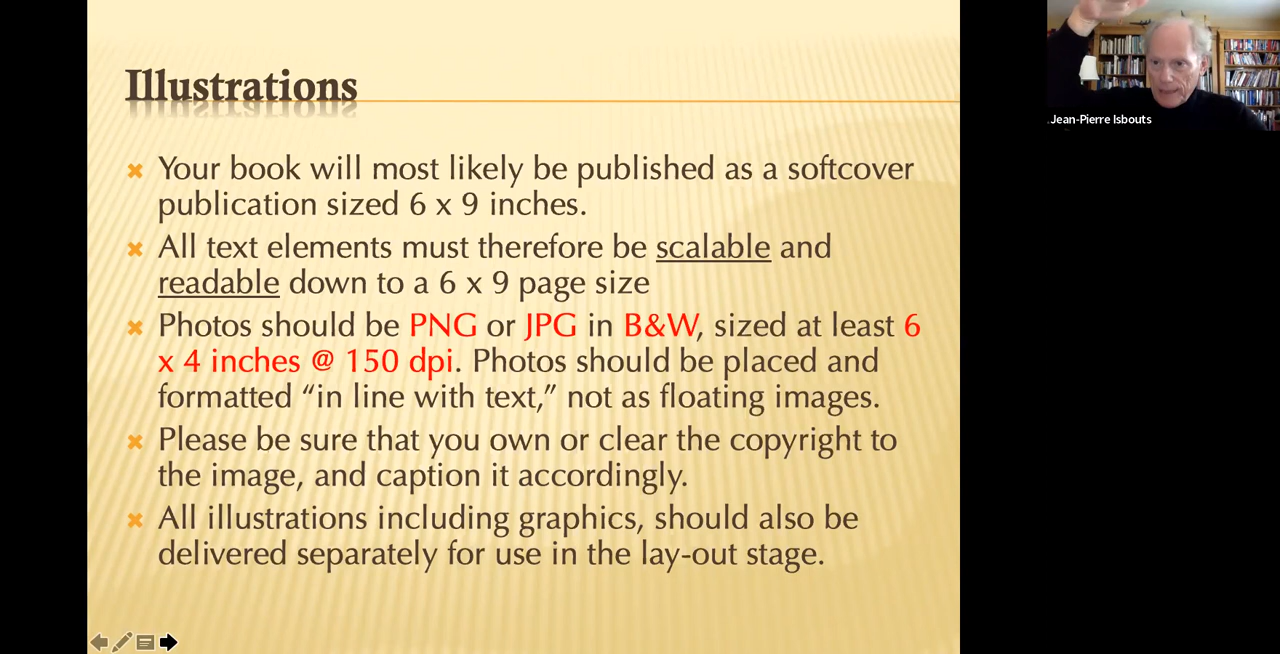 Illustrations
Your book will most likely be published as a softcover
publication sized 6 x 9 inches.
All text elements must therefore be scalable and
readable down to a 6 x 9 page size
Photos should be PNG or JPG in B&W, sized at least 6
x 4 inches @ 150 dpi. Photos should be placed and
formatted “in line with text,” not as floating images.
Please be sure that you own or clear the copyright to
the image, and caption it accordingly.
All illustrations including graphics, should also be
delivered separately for use in the lay-out stage.
Jean-Pierre Isbouts